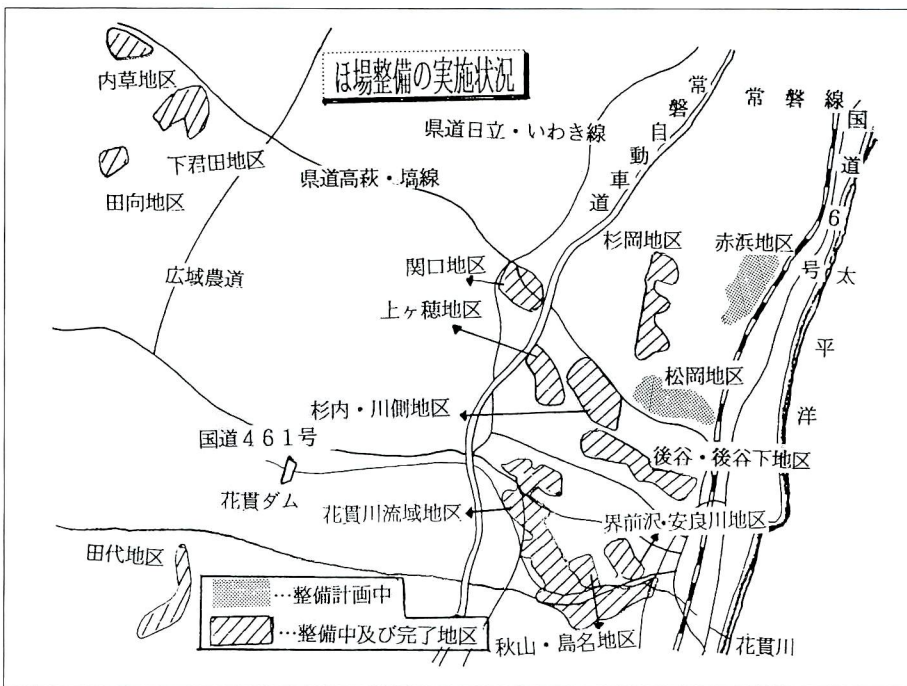 ほ場整備の実施状況
内草地区
下君田地区
田向地区
県道高萩・塙線
県道日立・いわき線
常磐自動車道
常磐線
国道6号
太平洋
広域農道
関口地区
上ヶ穂地区
杉岡地区
赤浜地区
松岡地区
杉内・川側地区
国道461号
花貫ダム
後谷・後谷下地区
花貫川流域地区
界前沢・安良川地区
田代地区
…整備計画中
…整備中及び完了地区
秋山・島名地区
花貫川